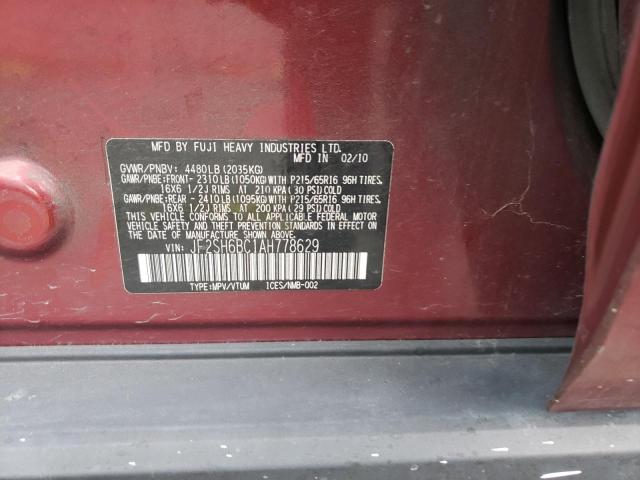 MFD BY FUJI HEAVY INDUSTRIES LTD.
MFD IN 02/10
GVWR/PNBV: 4480LB (2035KG)
GAWR/PNBE:FRONT- 2310LB(1050KG)WITH P215/65R16 96H TIRES,
16X6 1/2J RIMS AT 210 KPA(30 PSI)COLD
GAWR/PNBE:REAR - 2410LB(1095KG)WITH P215/65R16 96H TIRES,
16X6 1/2J RIMS AT 200 KPA(29 PSI)COLD
THIS VEHICLE CONFORMS TO ALL APPLICABLE FEDERAL MOTOR
VEHICLE SAFETY AND THEFT PREVENTION STANDARDS IN EFFECT
ON THE DATE OF MANUFACTURE SHOWN ABOVE.
VIN: JF2SH6BC1AH778629
TYPE:MPV/VTUM ICES/NMB-002